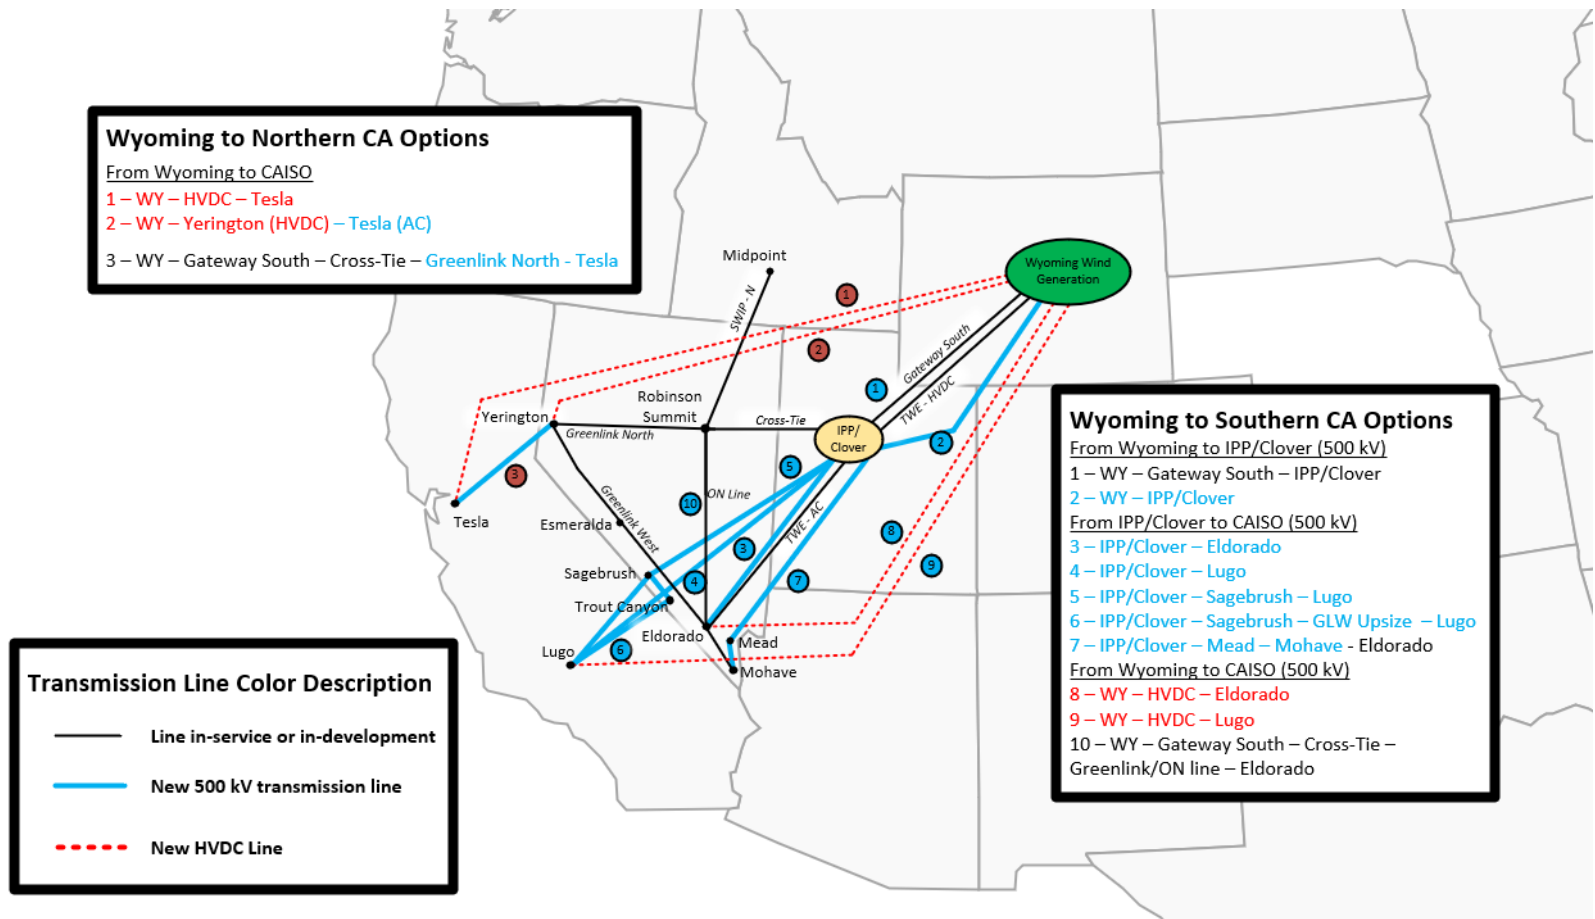 Wyoming to Northern CA Options
From Wyoming to CAISO
1 – WY – HVDC – Tesla
2 – WY – Yerington (HVDC) – Tesla (AC)
3 – WY – Gateway South – Cross-Tie – Greenlink North - Tesla
Midpoint
SWIP - N
Wyoming Wind
Generation
1
2
Gateway South
TWE - HVDC
1
Robinson
Summit
Yerington
Greenlink North
Cross-Tie
IPP/
Clover
2
3
5
Tesla
Greenlink West
10
ON Line
TWE - AC
Esmeralda
8
3
9
Sagebrush
4
7
Trout Canyon
Eldorado
Mead
Lugo
6
Mohave
Wyoming to Southern CA Options
From Wyoming to IPP/Clover (500 kV)
1 – WY – Gateway South – IPP/Clover
2 – WY – IPP/Clover
From IPP/Clover to CAISO (500 kV)
3 – IPP/Clover – Eldorado
4 – IPP/Clover – Lugo
5 – IPP/Clover – Sagebrush – Lugo
6 – IPP/Clover – Sagebrush – GLW Upsize – Lugo
7 – IPP/Clover – Mead – Mohave - Eldorado
From Wyoming to CAISO (500 kV)
8 – WY – HVDC – Eldorado
9 – WY – HVDC – Lugo
10 – WY – Gateway South – Cross-Tie –
Greenlink/ON line – Eldorado
Transmission Line Color Description
Line in-service or in-development
New 500 kV transmission line
New HVDC Line